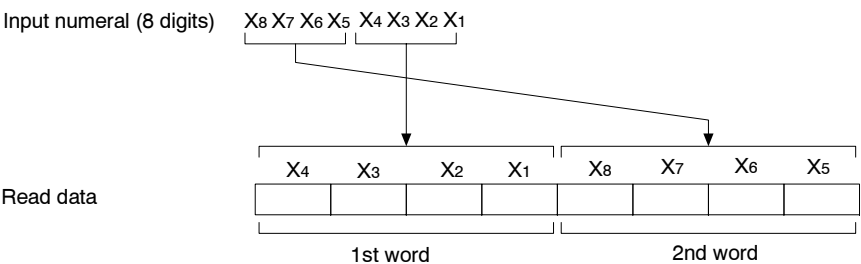 Input numeral (8 digits) X8 X7 X6 X5 X4 X3 X2 X1
X4 X3 X2 X1 X8 X7 X6 X5
Read data
1st word 2nd word